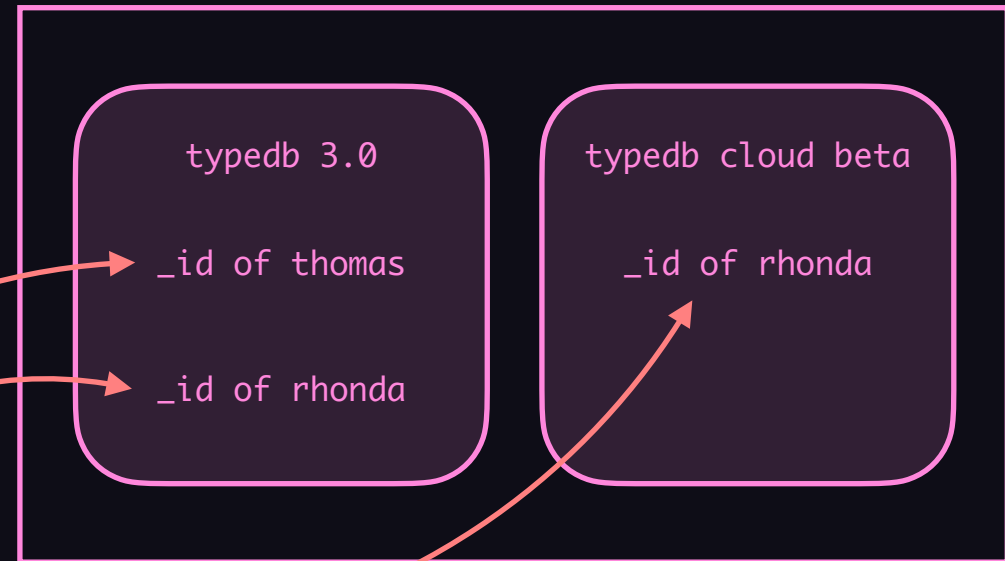 typedb 3.0
_id of thomas
_id of rhonda
typedb cloud beta
_id of rhonda